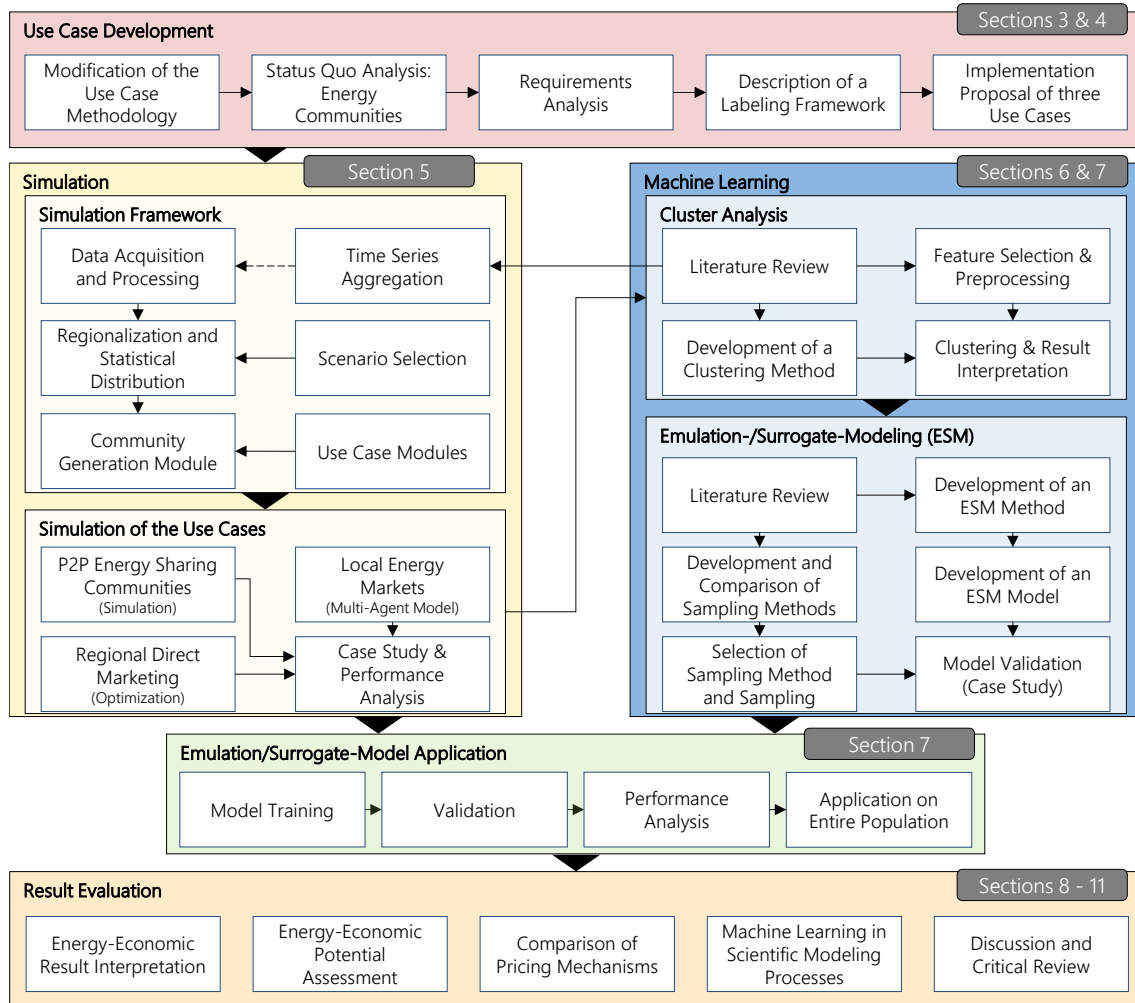 Sections 3 & 4
Use Case Development
Modification of the
Use Case
Methodology
Status Quo Analysis:
Energy
Communities
Requirements
Analysis
Description of a
Labeling Framework
Implementation
Proposal of three
Use Cases
Section 5
Simulation
Simulation Framework
Data Acquisition
and Processing
Time Series
Aggregation
Regionalization and
Statistical
Distribution
Scenario Selection
Community
Generation Module
Use Case Modules
Simulation of the Use Cases
P2P Energy Sharing
Communities
(Simulation)
Local Energy
Markets
(Multi-Agent Model)
Regional Direct
Marketing
(Optimization)
Case Study &
Performance
Analysis
Sections 6 & 7
Machine Learning
Cluster Analysis
Literature Review
Feature Selection &
Preprocessing
Development of a
Clustering Method
Clustering & Result
Interpretation
Emulation-/Surrogate-Modeling (ESM)
Literature Review
Development of an
ESM Method
Development and
Comparison of
Sampling Methods
Development of an
ESM Model
Selection of
Sampling Method
and Sampling
Model Validation
(Case Study)
Section 7
Emulation/Surrogate-Model Application
Model Training
Validation
Performance
Analysis
Application on
Entire Population
Sections 8 - 11
Result Evaluation
Energy-Economic
Result Interpretation
Energy-Economic
Potential
Assessment
Comparison of
Pricing Mechanisms
Machine Learning in
Scientific Modeling
Processes
Discussion and
Critical Review